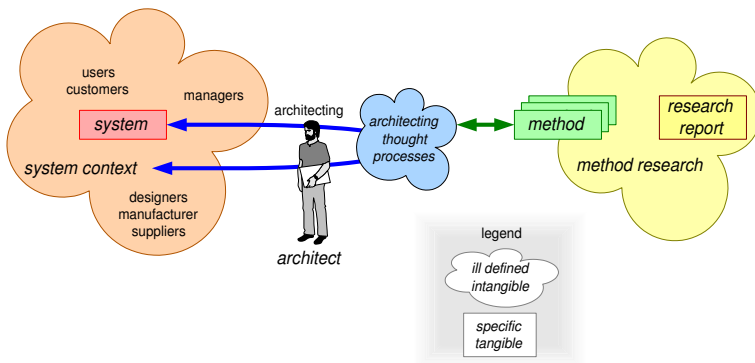 users
customers
managers
system
system context
designers
manufacturer
suppliers
architecting
architect
architecting
thought
processes
method
research
report
method research
legend
ill defined
intangible
specific
tangible